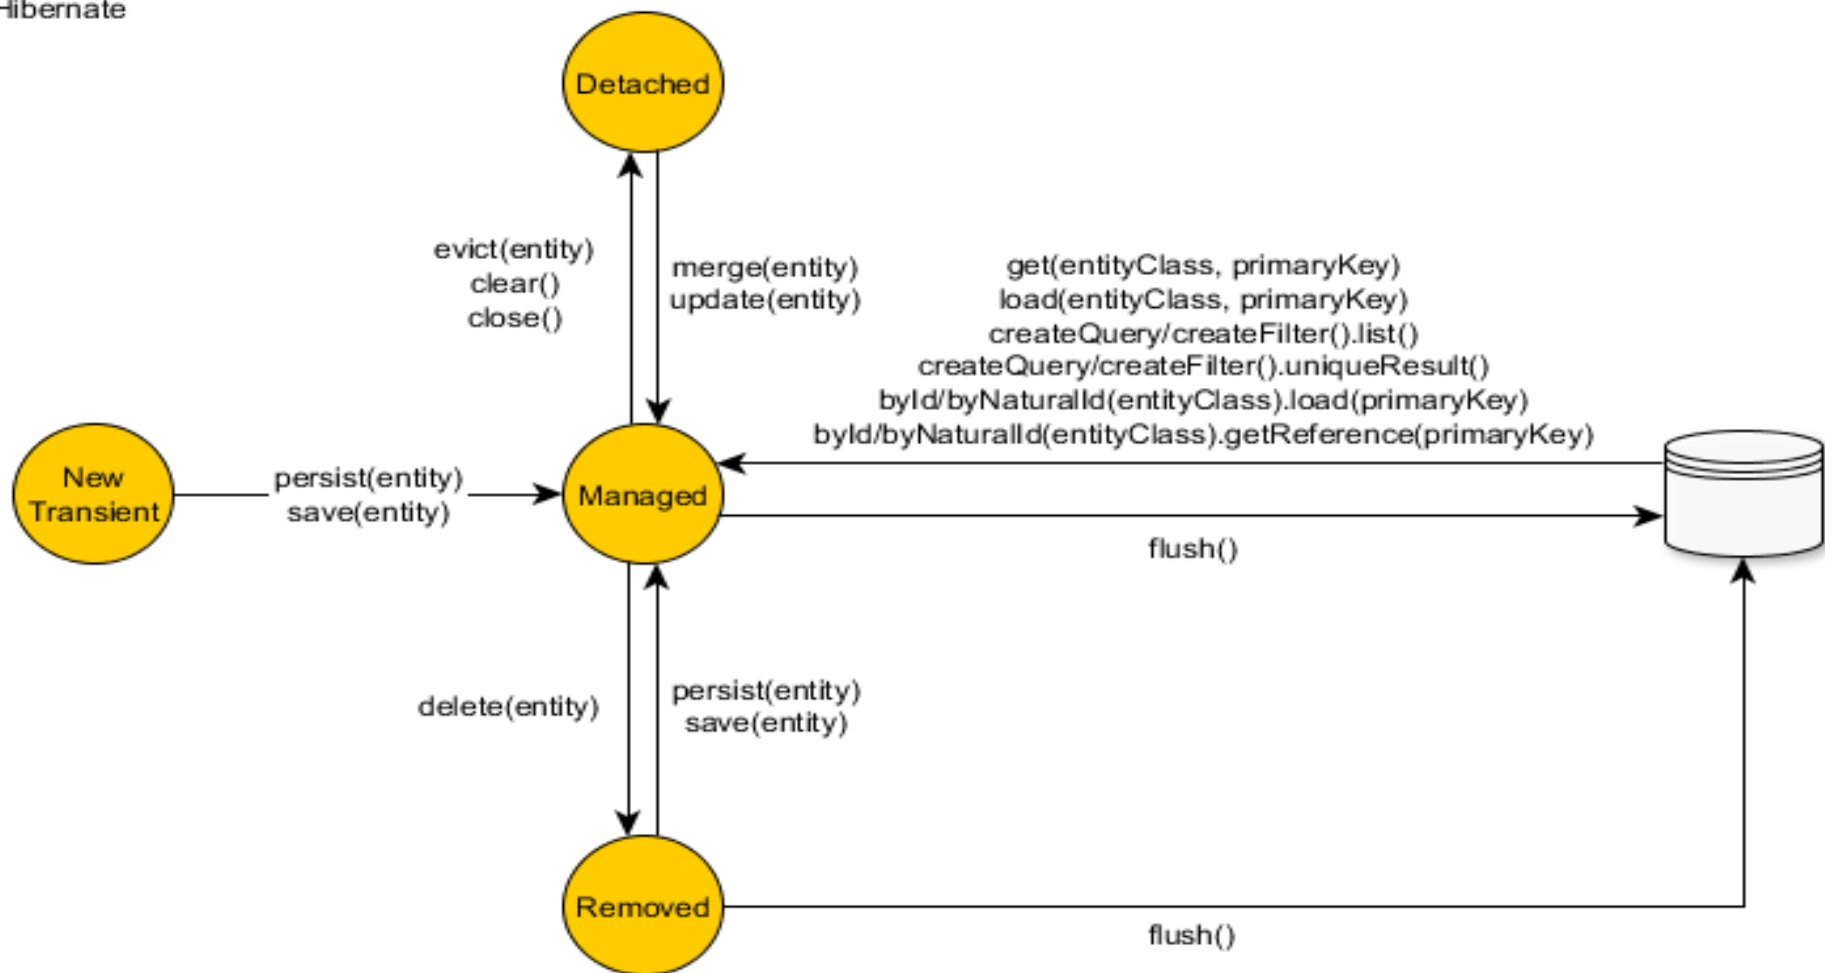 Hibernate
Detached
evict(entity)
clear()
close()
merge(entity)
update(entity)
get(entityClass, primaryKey)
load(entityClass, primaryKey)
createQuery/createFilter().list()
createQuery/createFilter().uniqueResult()
byId/byNaturalId(entityClass).load(primaryKey)
byId/byNaturalId(entityClass).getReference(primaryKey)
New
Transient
persist(entity)
save(entity)
Managed
flush()
delete(entity)
persist(entity)
save(entity)
Removed
flush()